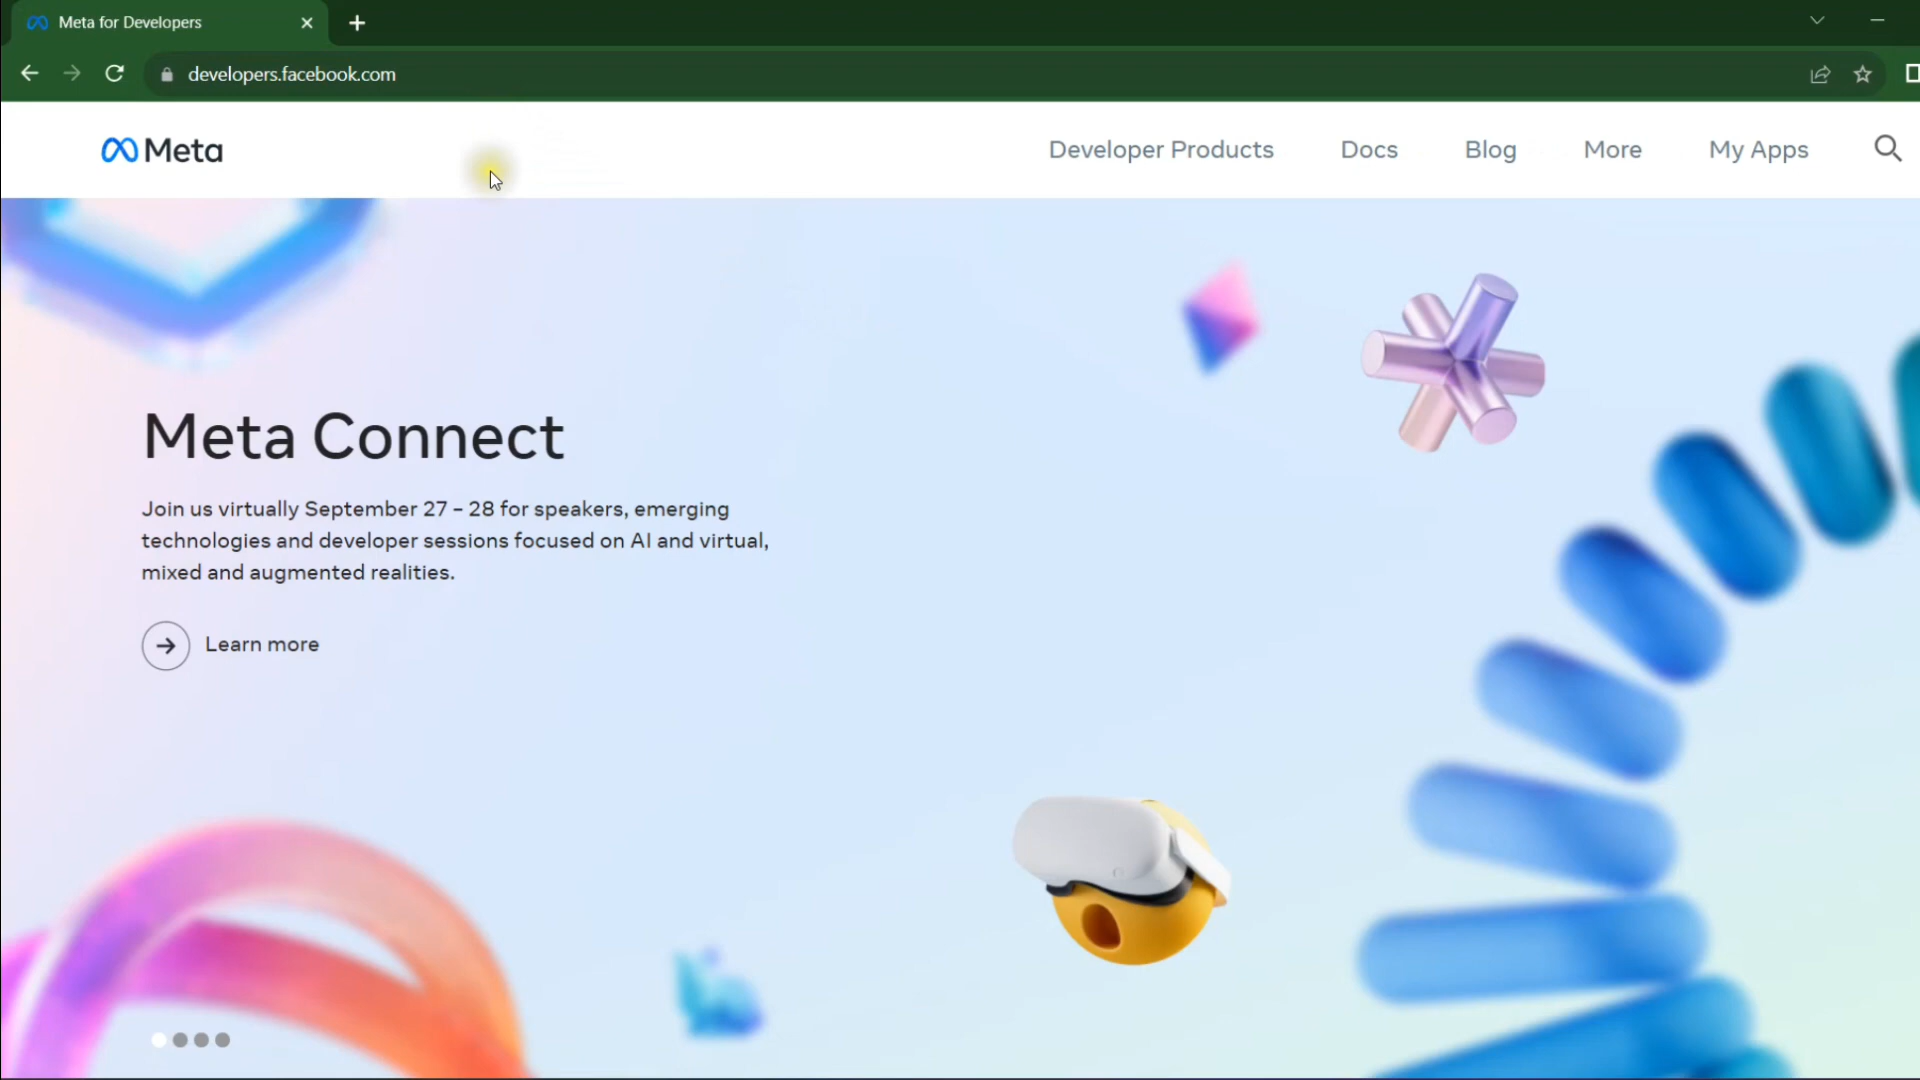 Meta for Developers
developers.facebook.com
Meta
Developer Products
Docs
Blog
More
My Apps
Meta Connect
Join us virtually September 27 – 28 for speakers, emerging
technologies and developer sessions focused on AI and virtual,
mixed and augmented realities.
Learn more